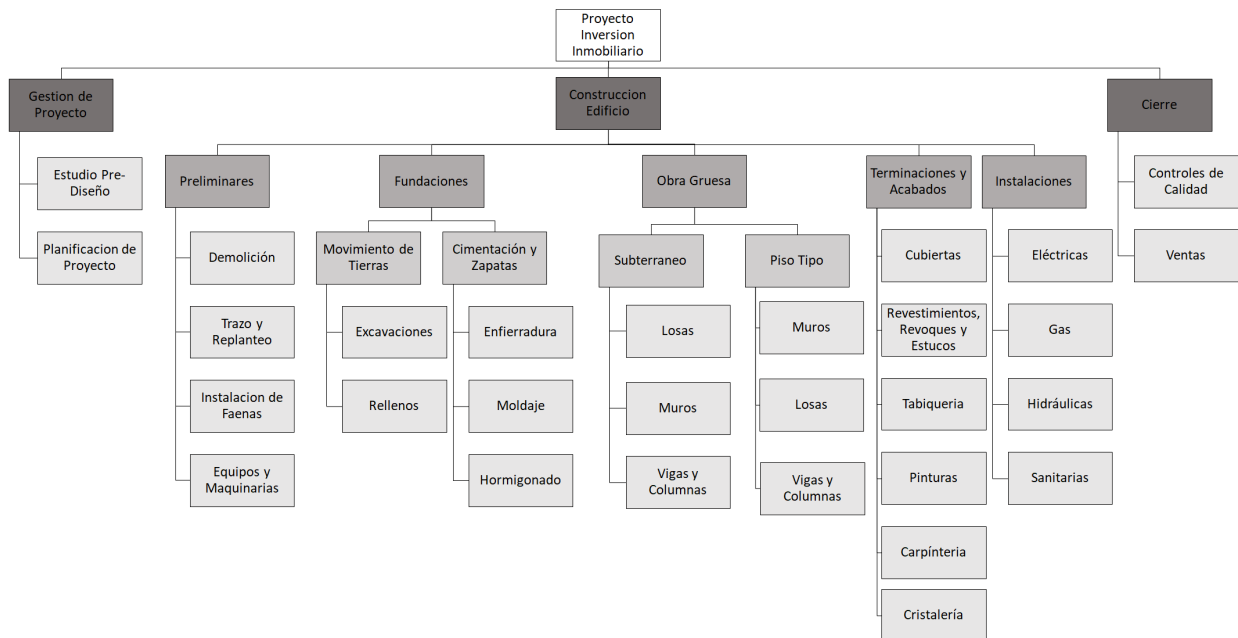 Proyecto
Inversion
Inmobiliario
Gestion de
Proyecto
Construccion
Edificio
Cierre
Estudio Pre-
Diseño
Planificacion de
Proyecto
Preliminares
Demolición
Trazo y
Replanteo
Instalacion de
Faenas
Equipos y
Maquinarias
Fundaciones
Movimiento de
Tierras
Excavaciones
Rellenos
Cimentación y
Zapatas
Enfierradura
Moldaje
Hormigonado
Obra Gruesa
Subterraneo
Losas
Muros
Vigas y
Columnas
Piso Tipo
Muros
Losas
Vigas y
Columnas
Terminaciones y
Acabados
Cubiertas
Revestimientos,
Revoques y
Estucos
Tabiqueria
Pinturas
Carpínteria
Cristalería
Instalaciones
Eléctricas
Gas
Hidráulicas
Sanitarias
Controles de
Calidad
Ventas